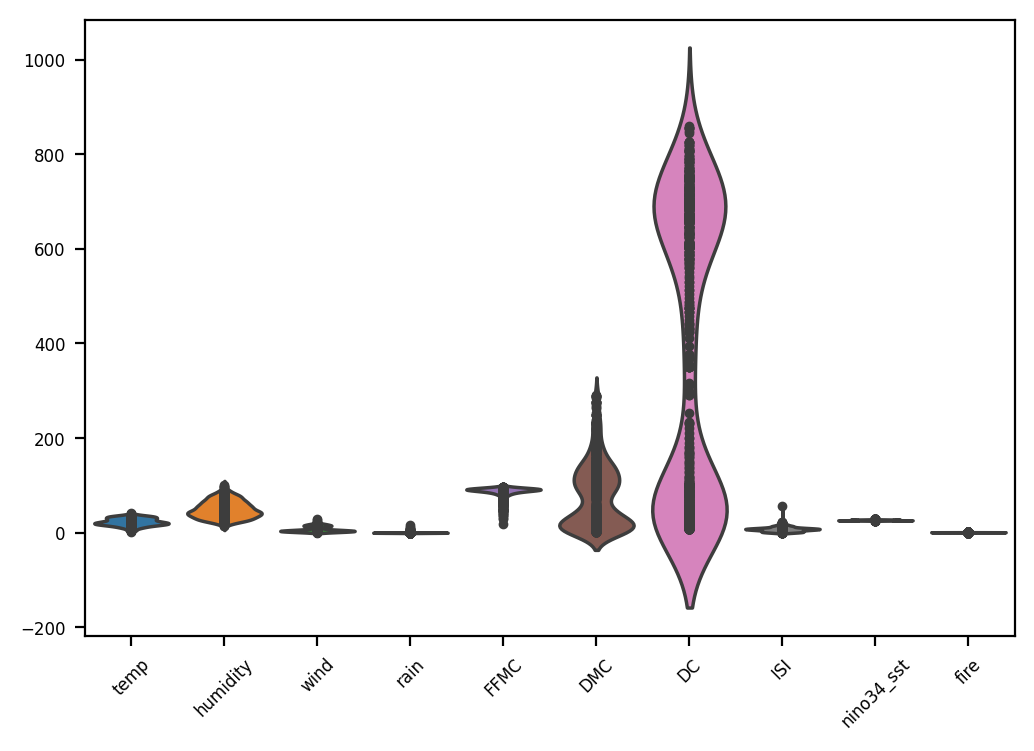 1000
800
600
400
200
0
−200
temp
humidity
wind
rain
FFMC
DMC
DC
ISI
nino34_sst
fire